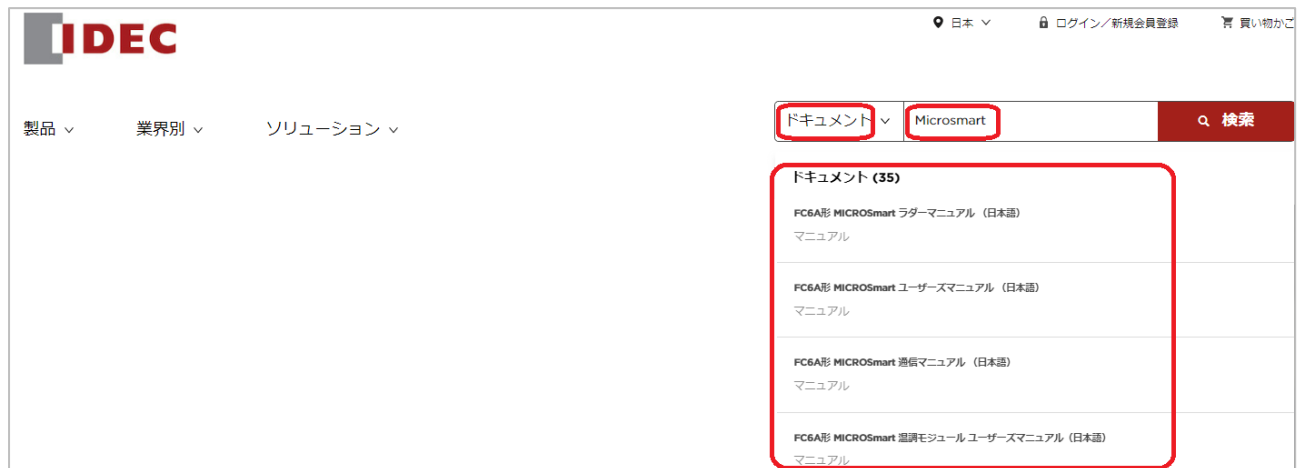 IDEC
日本
ログイン／新規会員登録
買い物かご
製品
業界別
ソリューション
ドキュメント
Microsmart
検索
ドキュメント (35)
FC6A形 MICROSmart ラダーマニュアル（日本語）
マニュアル
FC6A形 MICROSmart ユーザーズマニュアル（日本語）
マニュアル
FC6A形 MICROSmart 通信マニュアル（日本語）
マニュアル
FC6A形 MICROSmart 温調モジュール ユーザーズマニュアル（日本語）
マニュアル